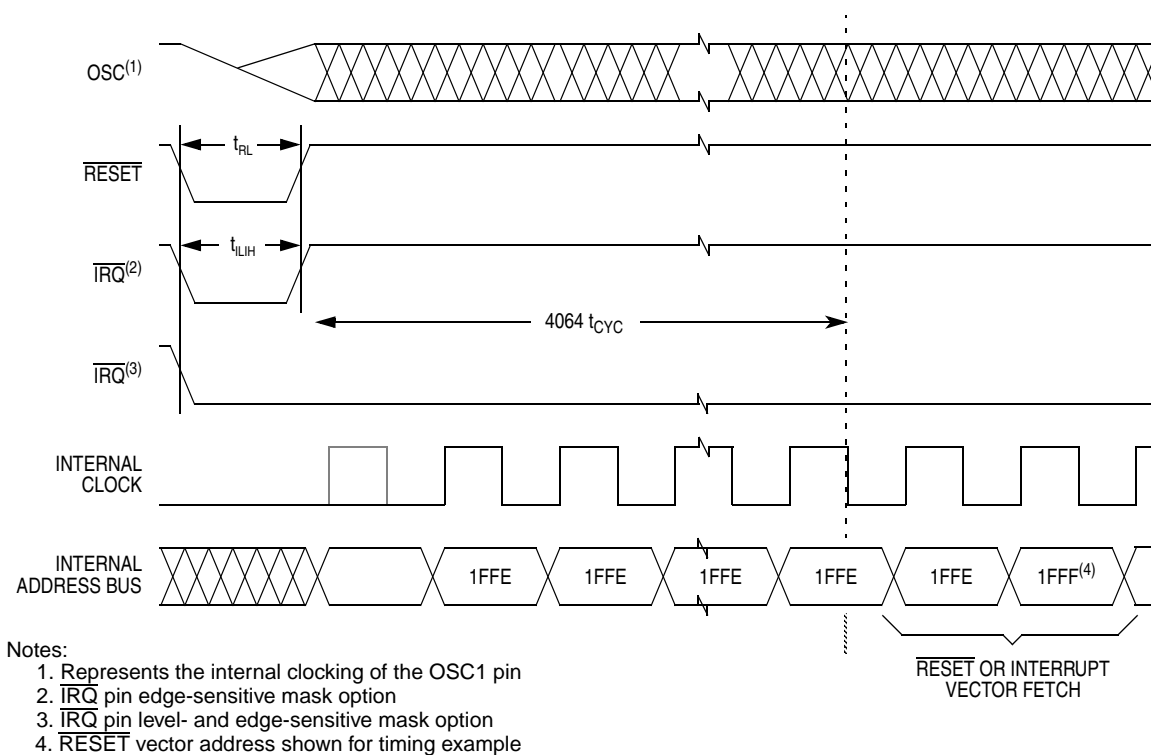 OSC(1)
tRL
RESET
tILIH
IRQ(2)
4064 tCYC
IRQ(3)
INTERNAL
CLOCK
INTERNAL
ADDRESS BUS
1FFE 1FFE 1FFE 1FFE 1FFE 1FFF(4)
RESET OR INTERRUPT
VECTOR FETCH
Notes:
1. Represents the internal clocking of the OSC1 pin
2. IRQ pin edge-sensitive mask option
3. IRQ pin level- and edge-sensitive mask option
4. RESET vector address shown for timing example